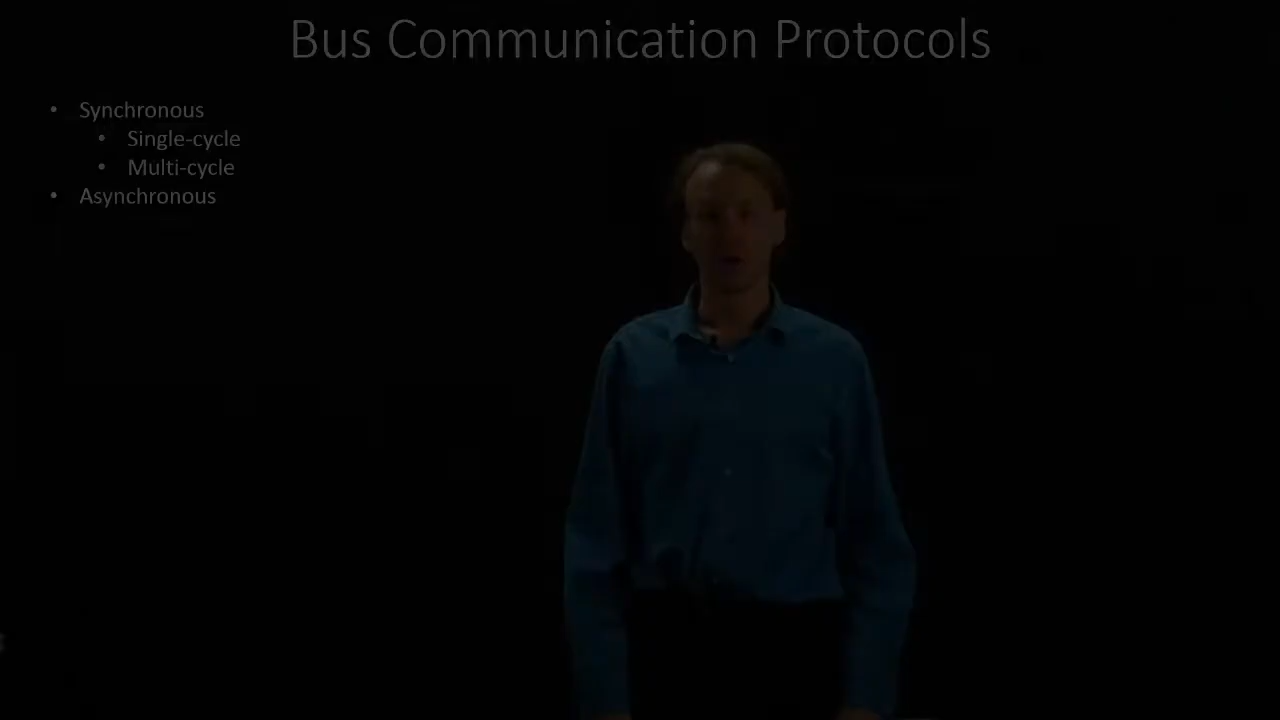 Bus Communication Protocols
• Synchronous
• Single-cycle
• Multi-cycle
• Asynchronous